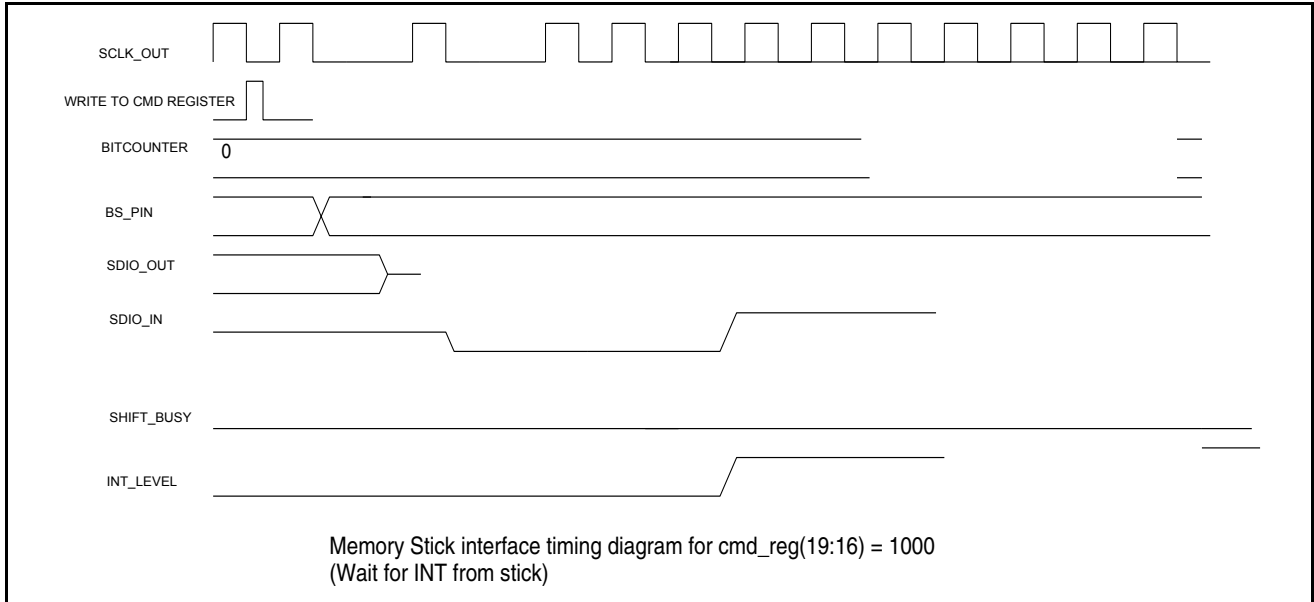 SCLK_OUT
WRITE TO CMD REGISTER
BITCOUNTER
0
BS_PIN
SDIO_OUT
SDIO_IN
SHIFT_BUSY
INT_LEVEL
Memory Stick interface timing diagram for cmd_reg(19:16) = 1000
(Wait for INT from stick)